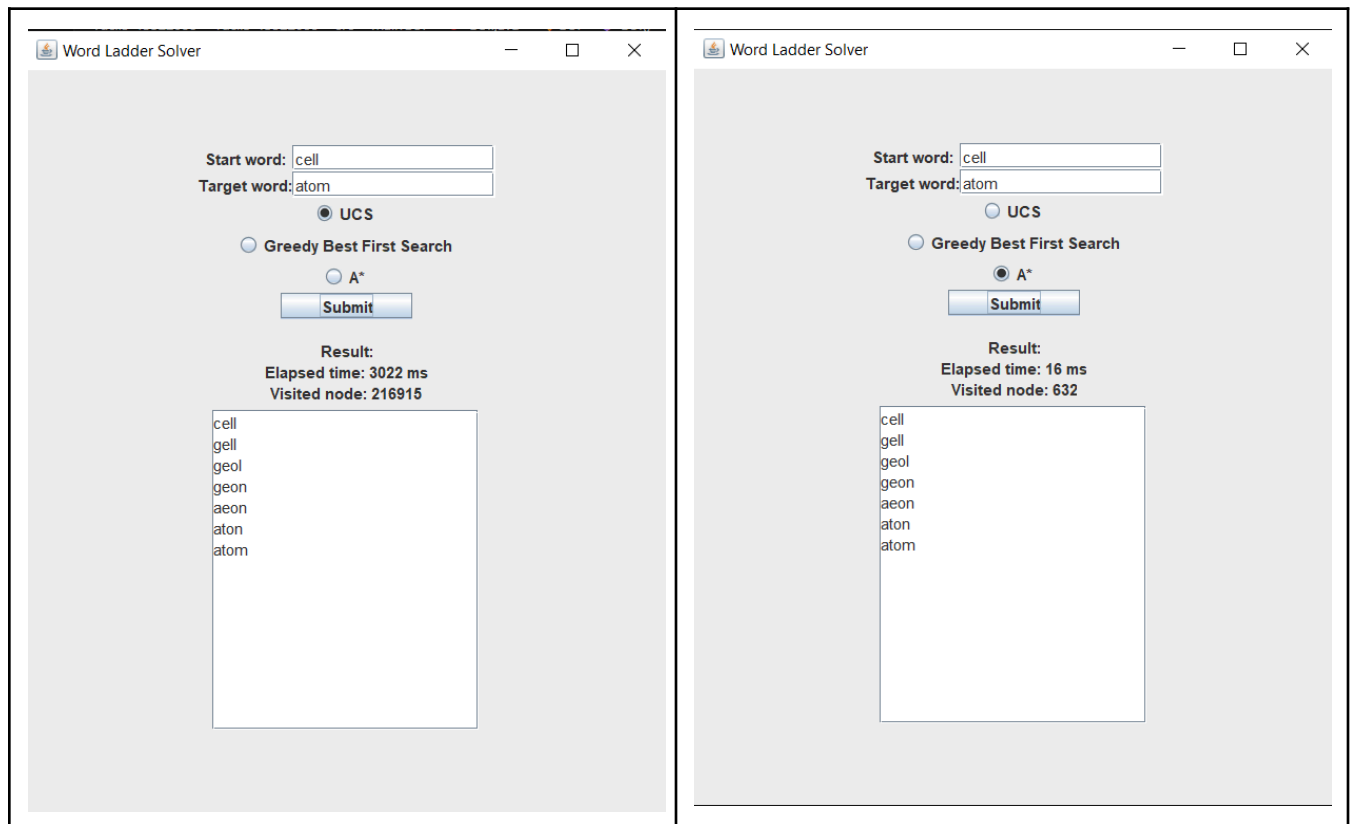 Word Ladder Solver
Start word: cell
Target word: atom
UCS
Greedy Best First Search
A*
Submit
Result:
Elapsed time: 3022 ms
Visited node: 216915
cell
gell
geol
geon
aeon
aton
atom
Word Ladder Solver
Start word: cell
Target word: atom
UCS
Greedy Best First Search
A*
Submit
Result:
Elapsed time: 16 ms
Visited node: 632
cell
gell
geol
geon
aeon
aton
atom